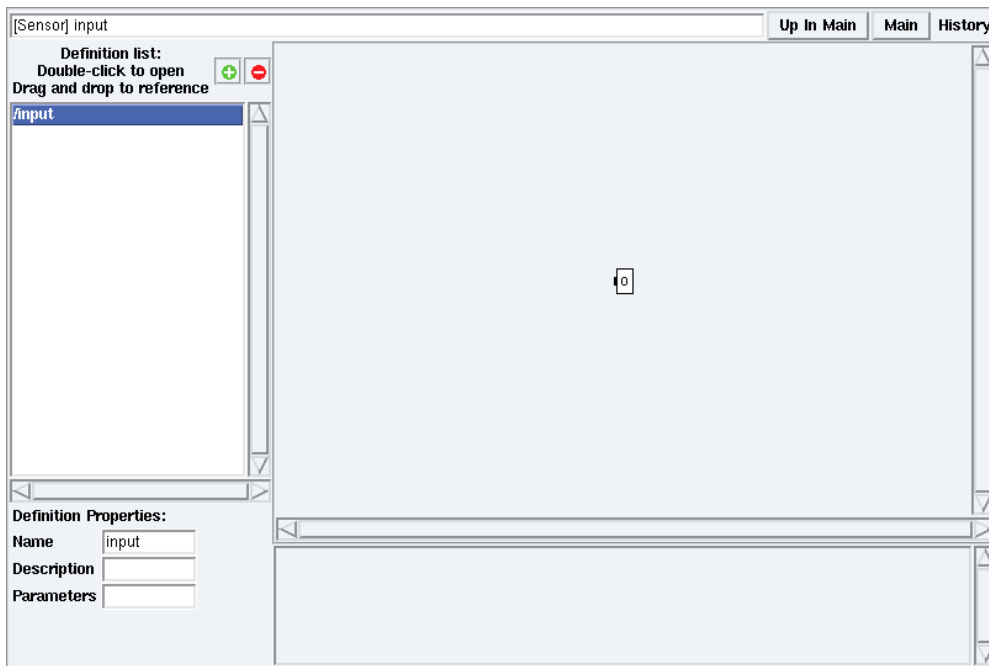 [Sensor] input
Up In Main
Main
History
Definition list:
Double-click to open
Drag and drop to reference
/input
0
Definition Properties:
Name
input
Description
Parameters